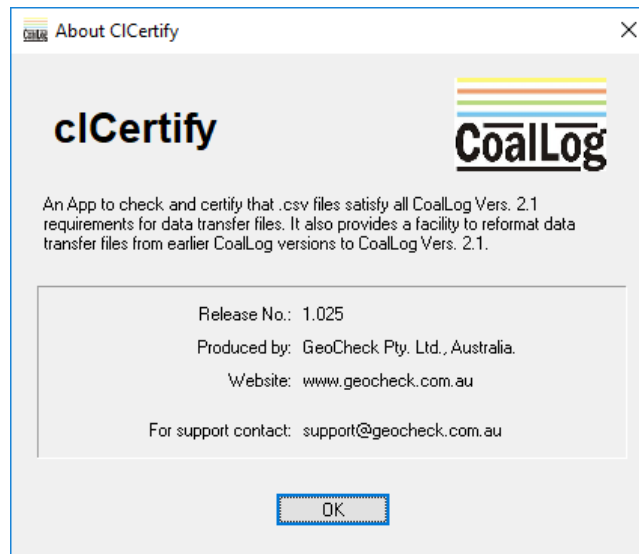 About ClCertify
clCertify
CoalLog
An App to check and certify that .csv files satisfy all CoalLog Vers. 2.1
requirements for data transfer files. It also provides a facility to reformat data
transfer files from earlier CoalLog versions to CoalLog Vers. 2.1.
Release No.: 1.025
Produced by: GeoCheck Pty. Ltd., Australia.
Website: www.geocheck.com.au
For support contact: support@geocheck.com.au
OK